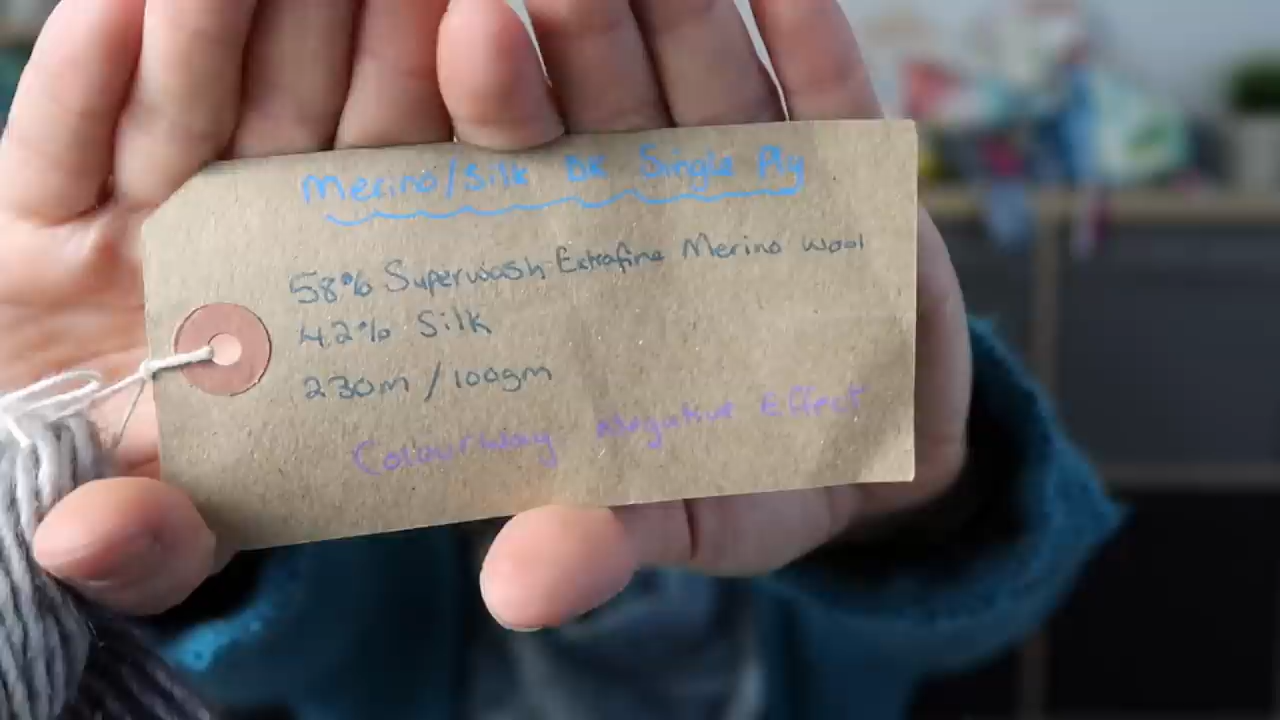 Merino/Silk DK Single Ply
58% Superwash Extrafine Merino Wool
42% Silk
230m/100gm
Colourway Negative Effect